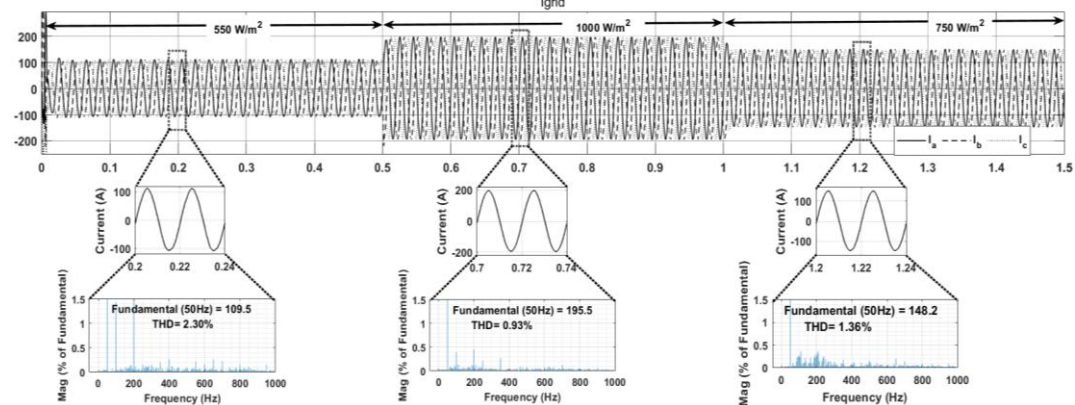 Igrid
550 W/m²
1000 W/m²
750 W/m²
200
100
0
-100
-200
I_a I_b I_c
0 0.1 0.2 0.3 0.4 0.5 0.6 0.7 0.8 0.9 1 1.1 1.2 1.3 1.4 1.5
Current (A)
100
0
-100
0.2 0.22 0.24
Current (A)
200
0
-200
0.7 0.72 0.74
Current (A)
100
0
-100
1.2 1.22 1.24
Mag (% of Fundamental)
1.5
1
0.5
0
Fundamental (50Hz) = 109.5
THD= 2.30%
0 200 400 600 800 1000
Frequency (Hz)
Mag (% of Fundamental)
1.5
1
0.5
0
Fundamental (50Hz) = 195.5
THD= 0.93%
0 200 400 600 800 1000
Frequency (Hz)
Mag (% of Fundamental)
1.5
1
0.5
0
Fundamental (50Hz) = 148.2
THD= 1.36%
0 200 400 600 800 1000
Frequency (Hz)